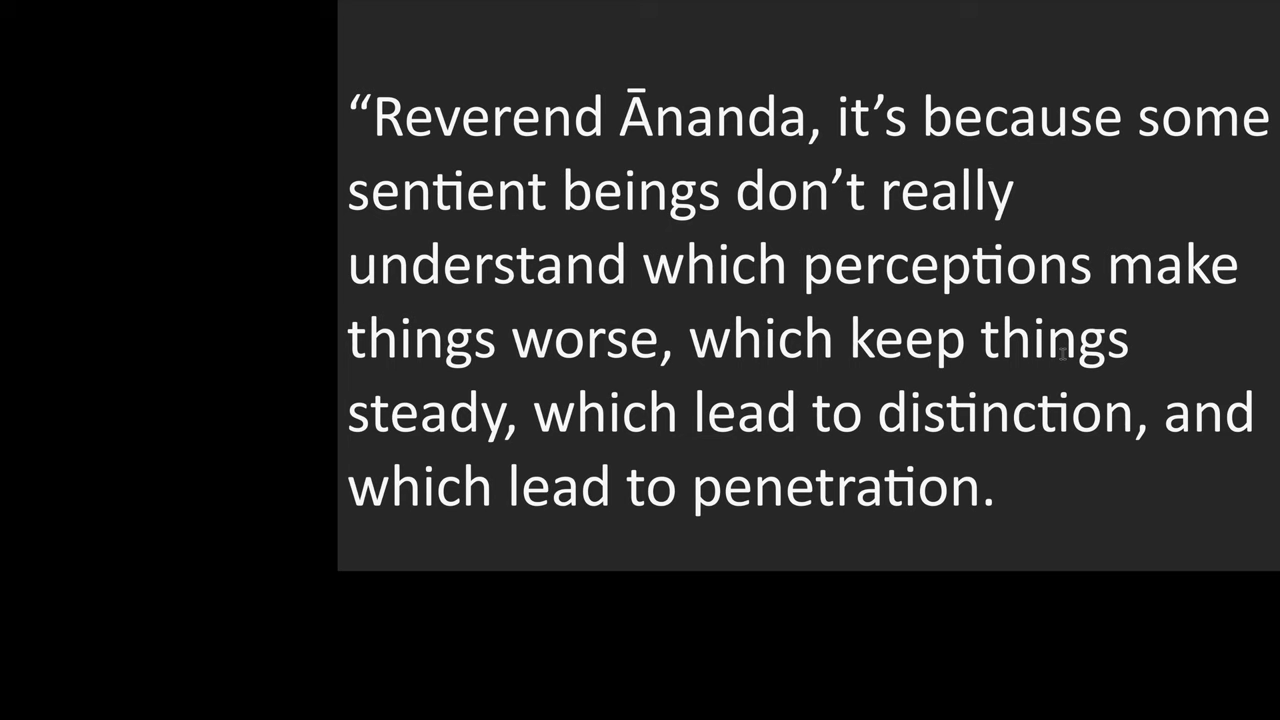 “Reverend Ānanda, it’s because some
sentient beings don’t really
understand which perceptions make
things worse, which keep things
steady, which lead to distinction, and
which lead to penetration.